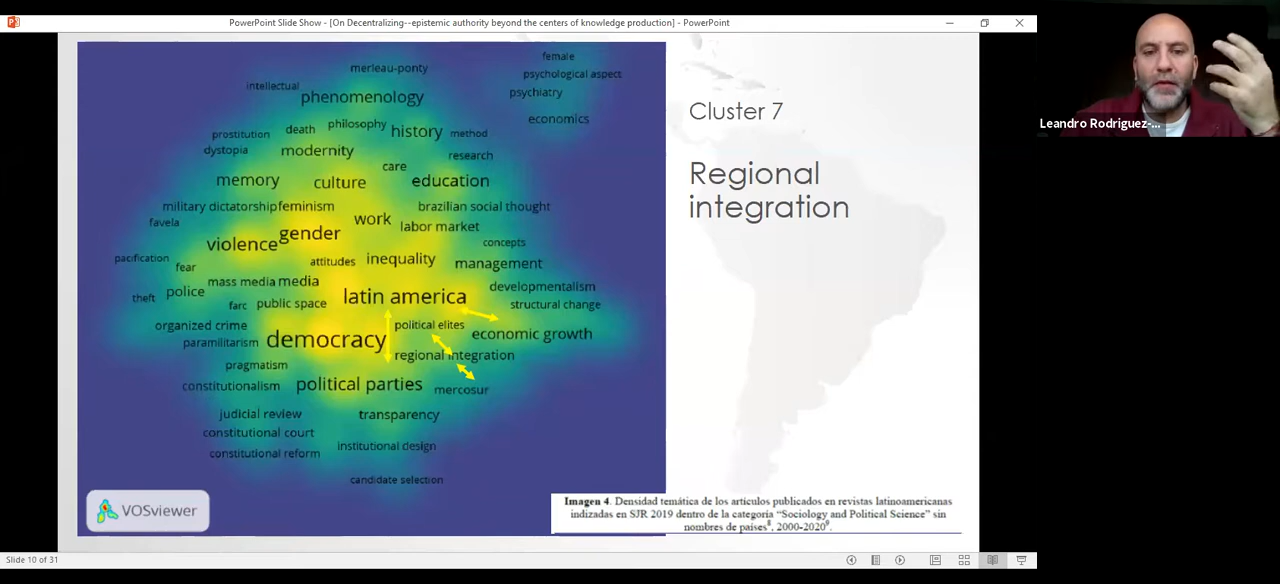 PowerPoint Slide Show - [On Decentralizing--epistemic authority beyond the centers of knowledge production] - PowerPoint
Leandro Rodriguez-...
Cluster 7
Regional
integration
female
merleau-ponty
psychological aspect
intellectual
psychiatry
phenomenology
economics
philosophy
death
history
method
prostitution
dystopia
modernity
research
care
memory
culture
education
military dictatorship
feminism
brazilian social thought
favela
work
labor market
gender
violence
concepts
pacification
attitudes
inequality
management
fear
mass media
media
developmentalism
police
theft
farc
public space
latin america
structural change
organized crime
political elites
economic growth
paramilitarism
democracy
regional integration
pragmatism
constitutionalism
political parties
mercosur
judicial review
transparency
constitutional court
institutional design
constitutional reform
candidate selection
VOSviewer
Imagen 4. Densidad temática de los artículos publicados en revistas latinoamericanas
indizadas en SJR 2019 dentro de la categoría “Sociology and Political Science” sin
nombres de países⁸, 2000-2020⁹.
Slide 10 of 31